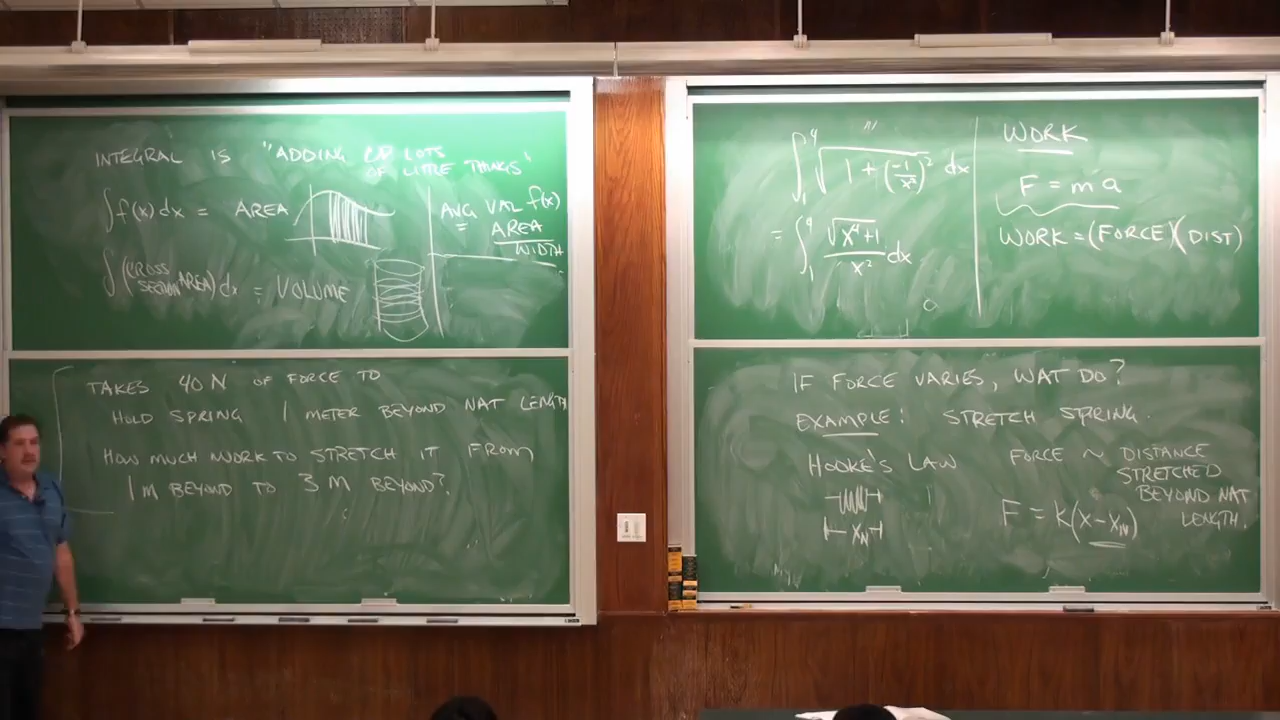 INTEGRAL IS "ADDING UP LOTS
OF LITTLE THINGS"
∫f(x)dx = AREA
AVG VAL f(x)
= AREA
WIDTH
∫(CROSS SECTION AREA)dx = VOLUME
TAKES 40 N OF FORCE TO
HOLD SPRING 1 METER BEYOND NAT LENGTH
HOW MUCH WORK TO STRETCH IT FROM
1 M BEYOND TO 3 M BEYOND?
∫₁⁴ √(1 + (-1/x²)²) dx
= ∫₁⁴ √(x⁴+1)/x² dx
WORK
F = ma
WORK = (FORCE)(DIST)
IF FORCE VARIES, WAT DO?
EXAMPLE: STRETCH SPRING.
HOOKE'S LAW
FORCE ~ DISTANCE
STRETCHED
BEYOND NAT
LENGTH.
F = K(X-X_N)
X_N